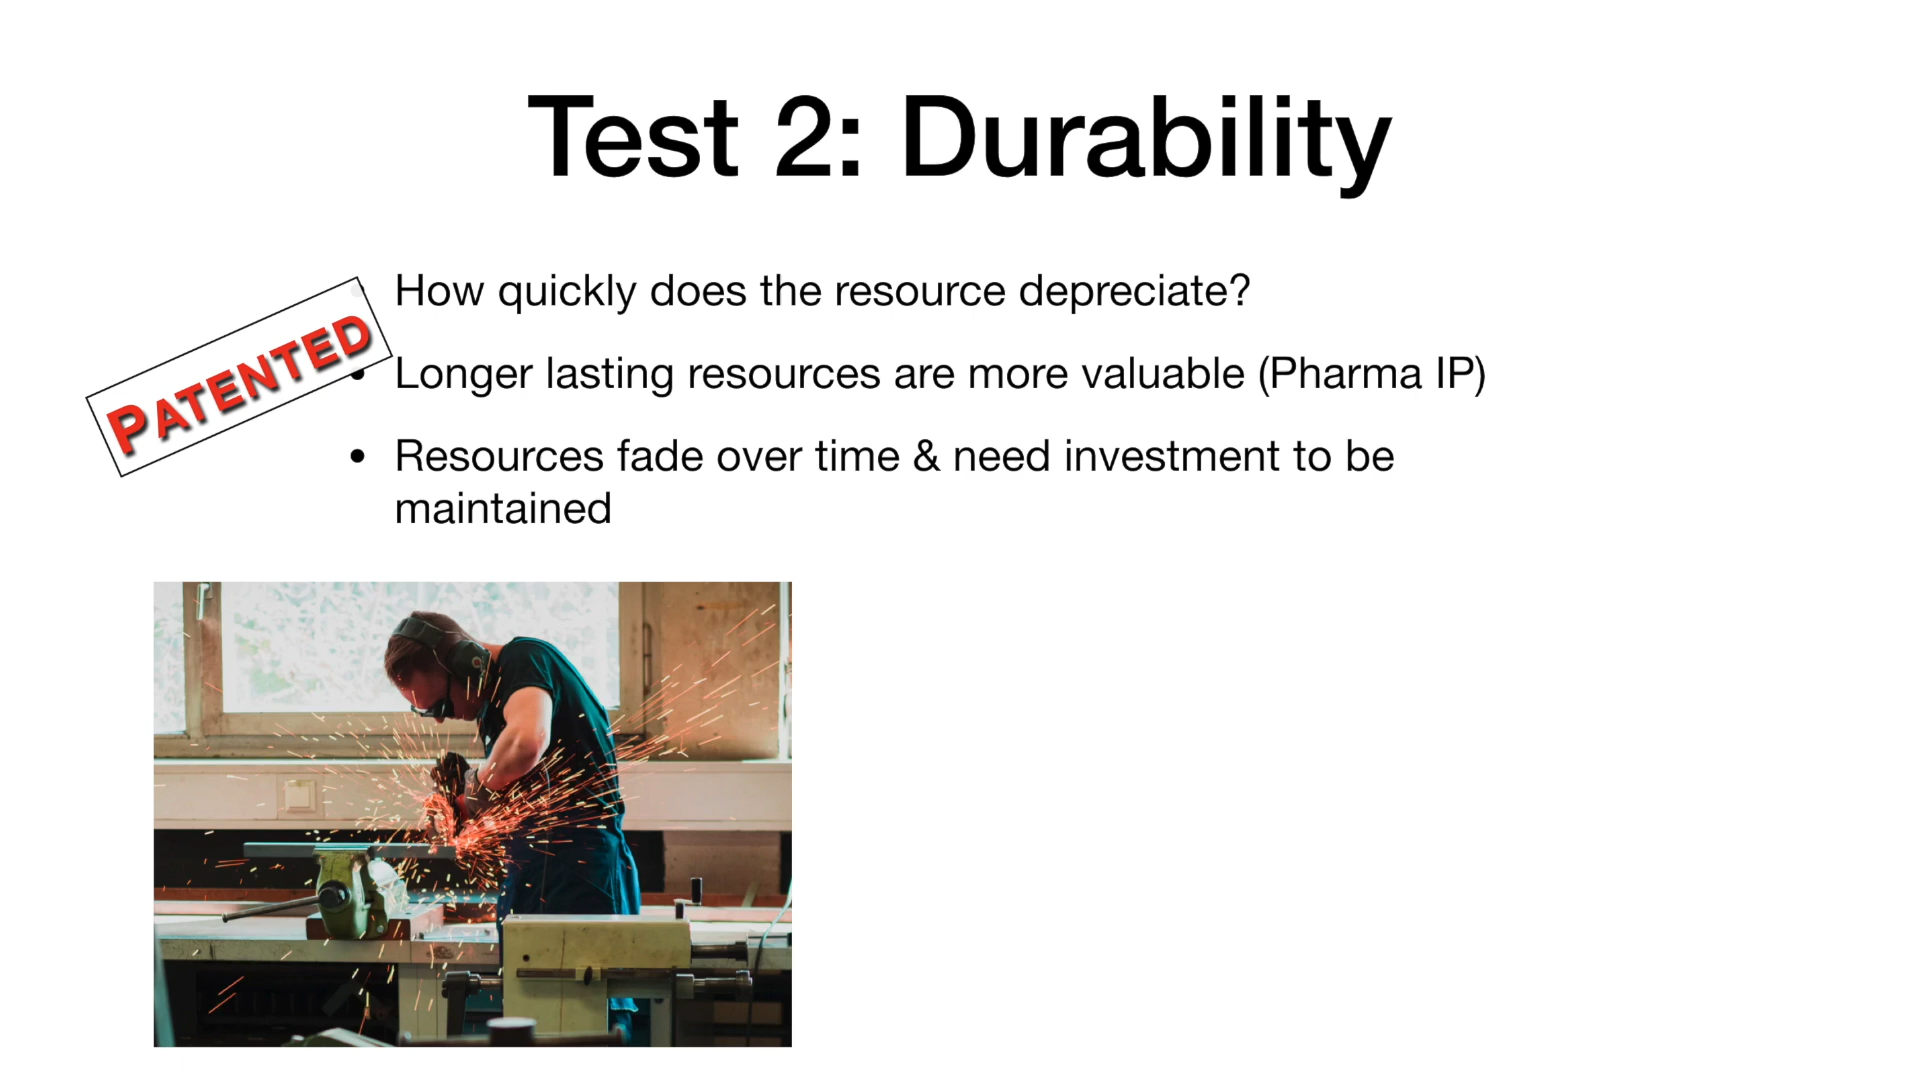 Test 2: Durability
PATENTED
• How quickly does the resource depreciate?
• Longer lasting resources are more valuable (Pharma IP)
• Resources fade over time & need investment to be
maintained